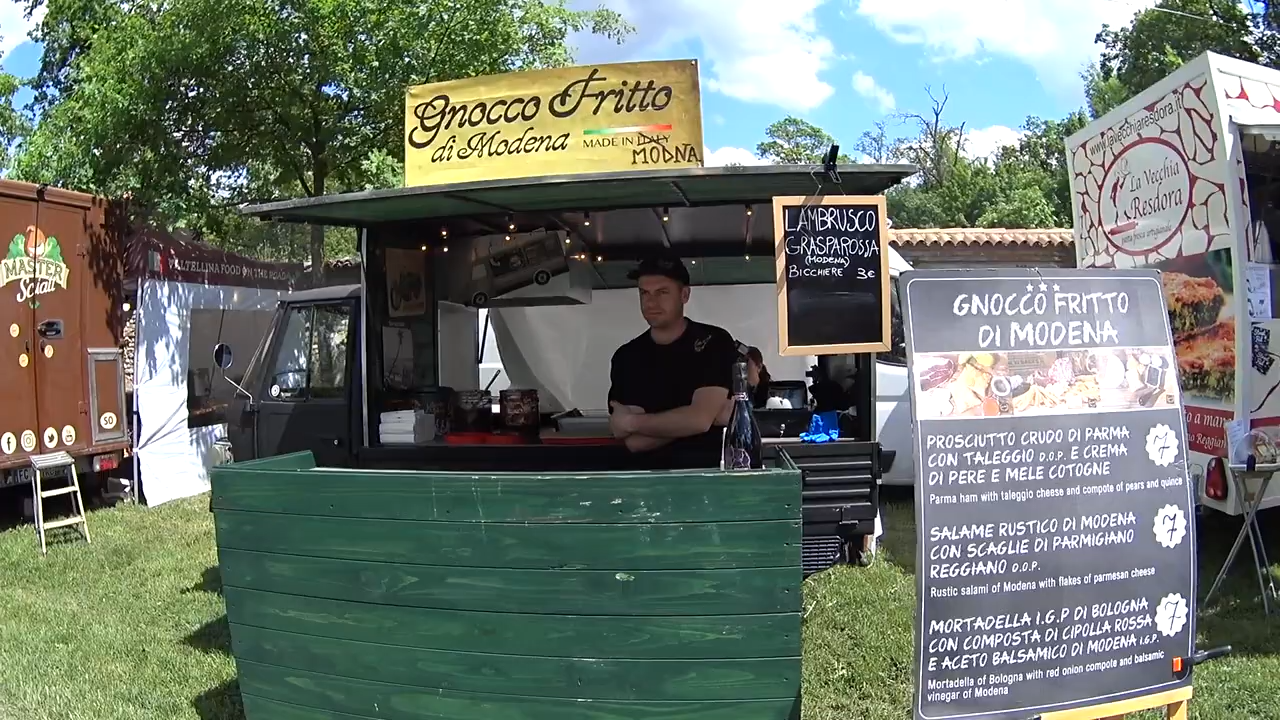 Gnocco Fritto
di Modena
MADE IN ITALY
MODNA
LAMBRUSCO
GRASPAROSSA
(MODENA)
BICCHIERE 3€
GNOCCO FRITTO
DI MODENA
PROSCIUTTO CRUDO DI PARMA
CON TALEGGIO D.O.P. E CREMA
DI PERE E MELE COTOGNE
7
Parma ham with taleggio cheese and compote of pears and quince
SALAME RUSTICO DI MODENA
CON SCAGLIE DI PARMIGIANO
REGGIANO D.O.P.
7
Rustic salami of Modena with flakes of parmesan cheese
MORTADELLA I.G.P DI BOLOGNA
CON COMPOSTA DI CIPOLLA ROSSA
E ACETO BALSAMICO DI MODENA I.G.P.
7
Mortadella of Bologna with red onion compote and balsamic
vinegar of Modena
MASTER
VALTELLINA FOOD ON THE ROAD
SO
www.lavecchiaresdora.it
La Vecchia
Resdora
pasta fresca artigianale